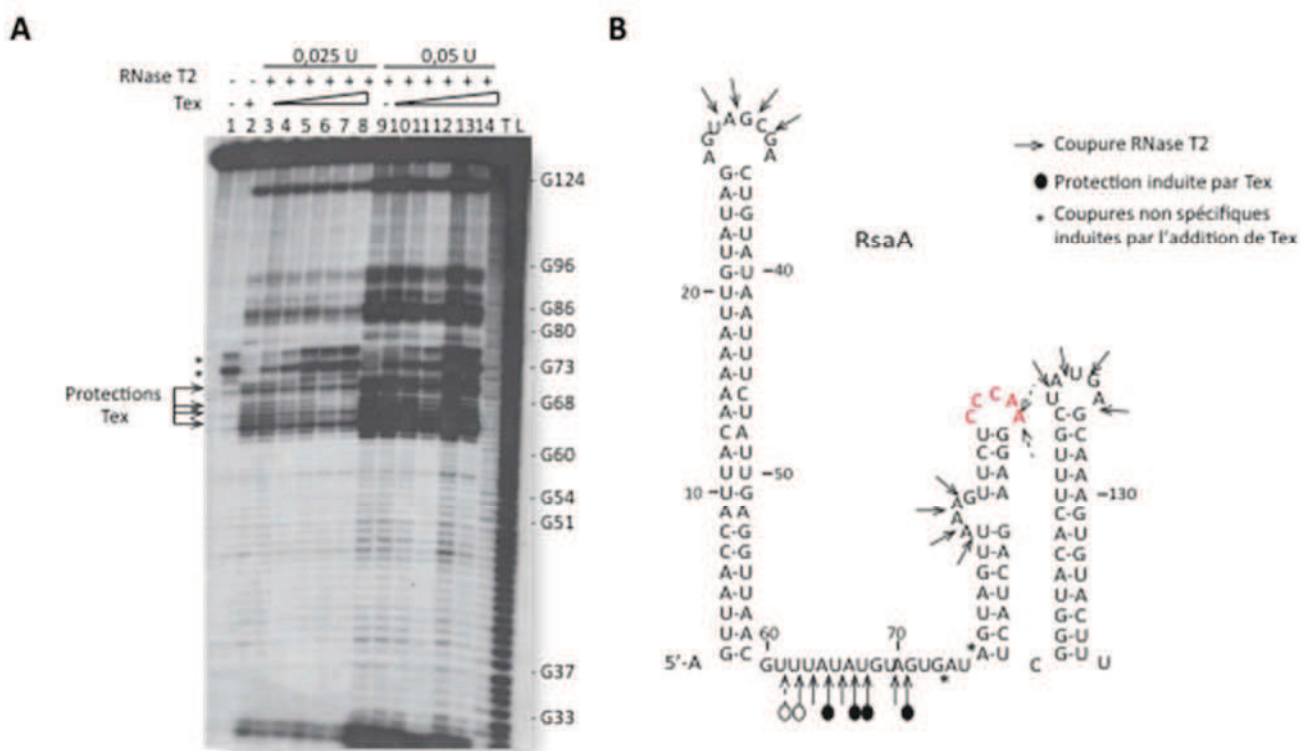 A
0,025 U 0,05 U
RNase T2 - - + + + + + + + + + + + +
Tex - + -
1 2 3 4 5 6 7 8 9 10 11 12 13 14 T L
G124
G96
G86
G80
G73
G68
G60
G54
G51
G37
G33
*
*
Protections
Tex
B
Coupure RNase T2
Protection induite par Tex
* Coupures non spécifiques
induites par l'addition de Tex
RsaA
A G U A G C G A
G-C
A-U
U-G
A-U
U-A
G-U
40
20
U-A
U-A
A-U
50
10
C-G
C-G
A-U
A-U
U-A
U-A
5'-A G-C
60
70
GUUUAUAUGUAGUGAU
*
*
C C C A A
U-G
C-G
U-A
G U-A
A
A
A U-G
U-A
G-C
A-U
U-A
G-C
A-U
C
U A U G A
C-G
G-C
U-A
U-A
130
C-G
A-U
C-G
A-U
U-A
G-C
G-U
G-U
U